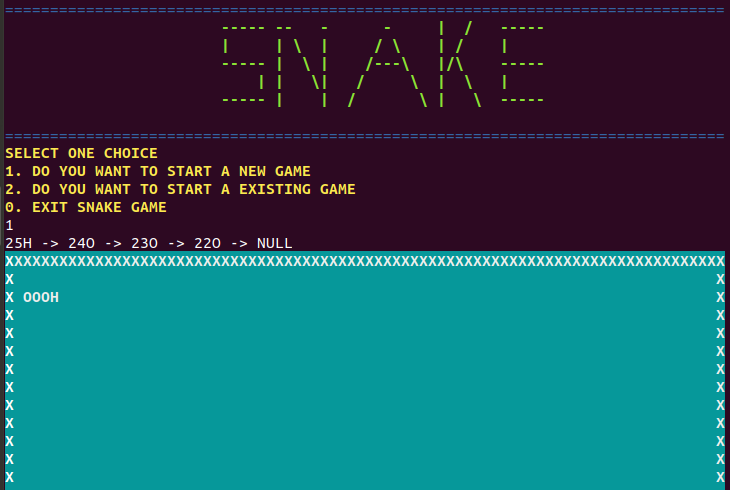 ================================================================================
SNAKE
================================================================================
SELECT ONE CHOICE
1. DO YOU WANT TO START A NEW GAME
2. DO YOU WANT TO START A EXISTING GAME
0. EXIT SNAKE GAME
1
25H -> 24O -> 23O -> 22O -> NULL
XXXXXXXXXXXXXXXXXXXXXXXXXXXXXXXXXXXXXXXXXXXXXXXXXXXXXXXXXXXXXXXXXXXXXXXXXXXXXXXX
X X
X OOOH X
X X
X X
X X
X X
X X
X X
X X
X X
X X
X X